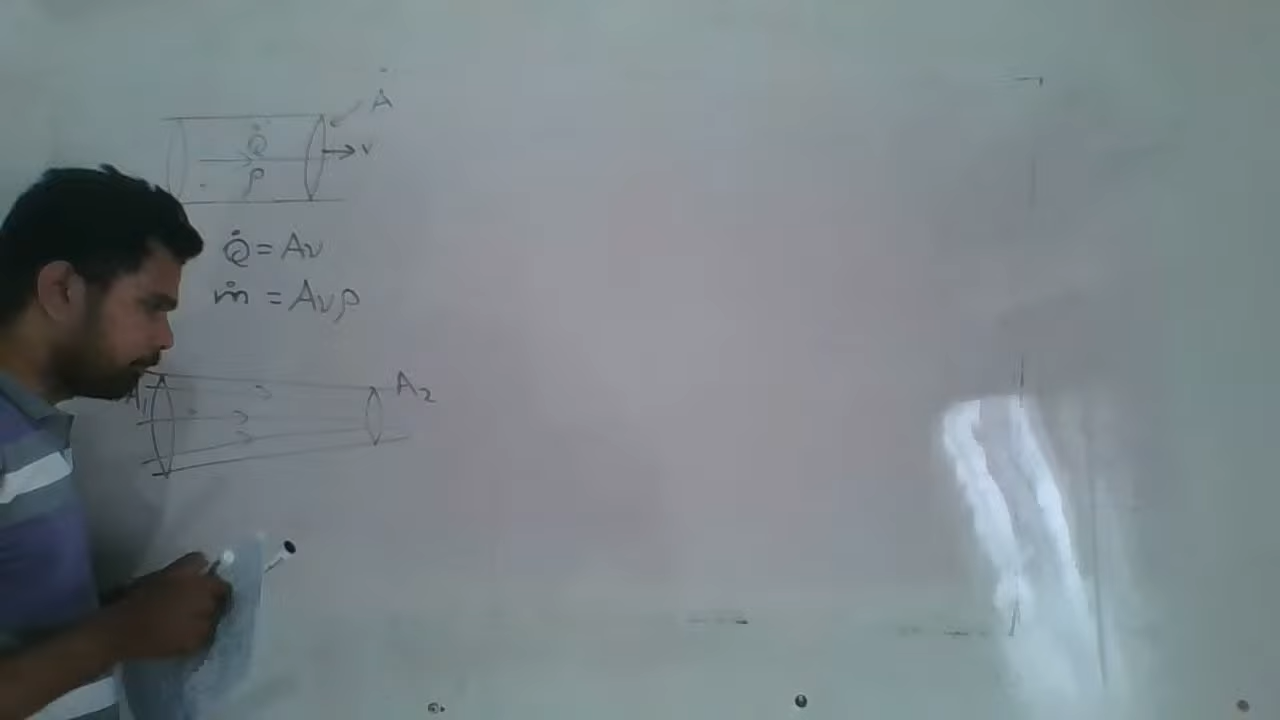 A
Q̇
v
ρ
Q̇ = Av
ṁ = Avρ
A₁
A₂